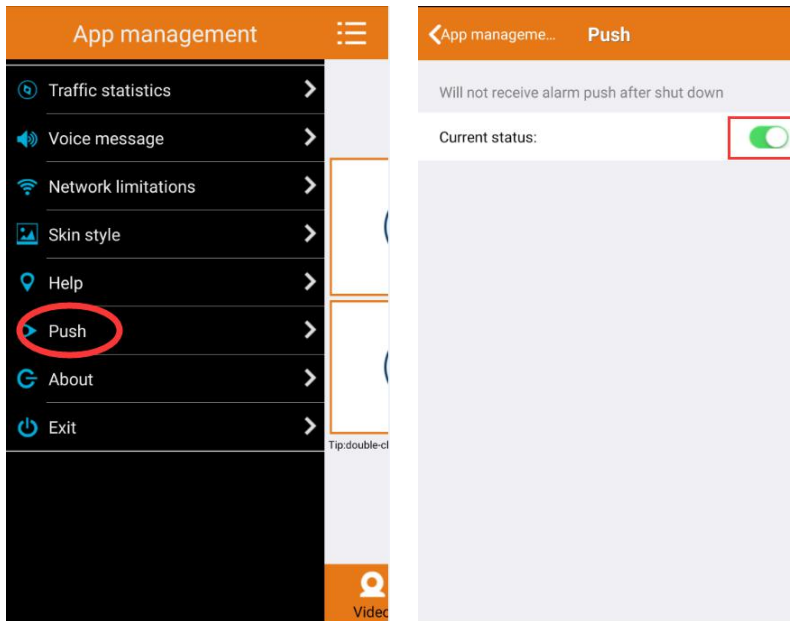 App management
Traffic statistics
Voice message
Network limitations
Skin style
Help
Push
About
Exit
Tip:double-cl
Video
App manageme...
Push
Will not receive alarm push after shut down
Current status: